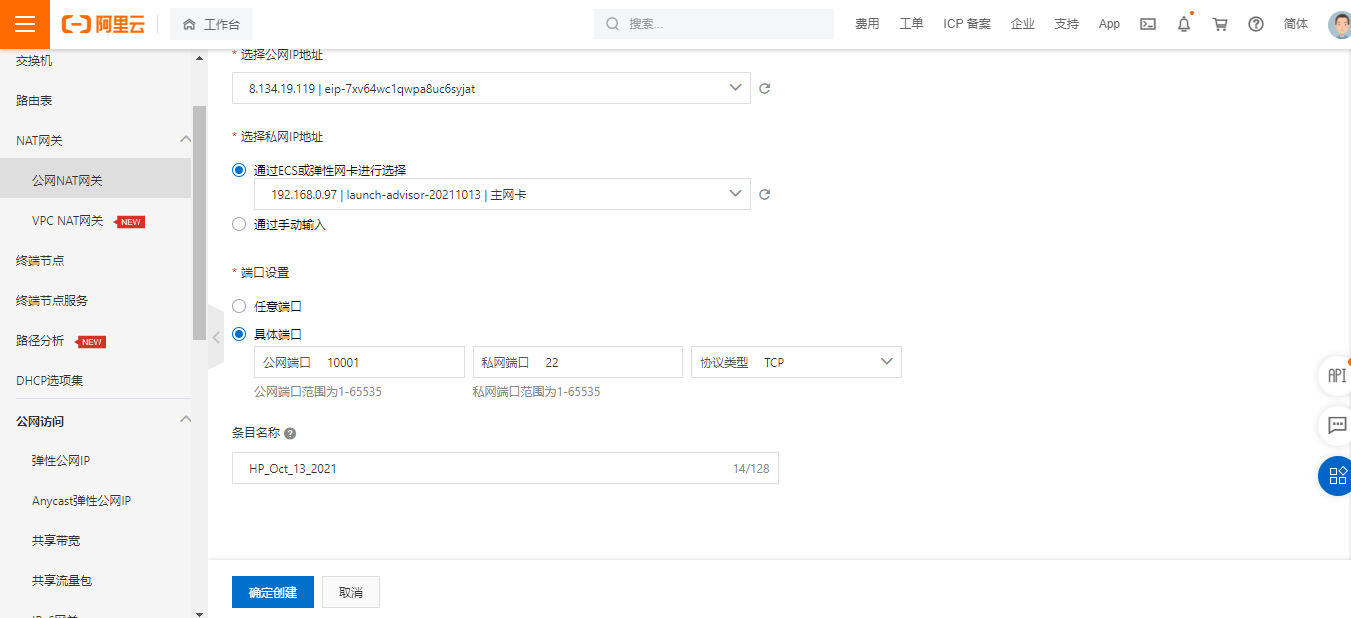 阿里云
工作台
搜索...
费用
工单
ICP 备案
企业
支持
App
简体
交换机
路由表
NAT网关
公网NAT网关
VPC NAT网关
NEW
终端节点
终端节点服务
路径分析
NEW
DHCP选项集
公网访问
弹性公网IP
Anycast弹性公网IP
共享带宽
共享流量包
* 选择公网IP地址
8.134.19.119 | eip-7xv64wc1qwpa8uc6syjat
* 选择私网IP地址
通过ECS或弹性网卡进行选择
192.168.0.97 | launch-advisor-20211013 | 主网卡
通过手动输入
* 端口设置
任意端口
具体端口
公网端口 10001
私网端口 22
协议类型 TCP
公网端口范围为1-65535
私网端口范围为1-65535
条目名称
HP_Oct_13_2021
14/128
确定创建
取消
API